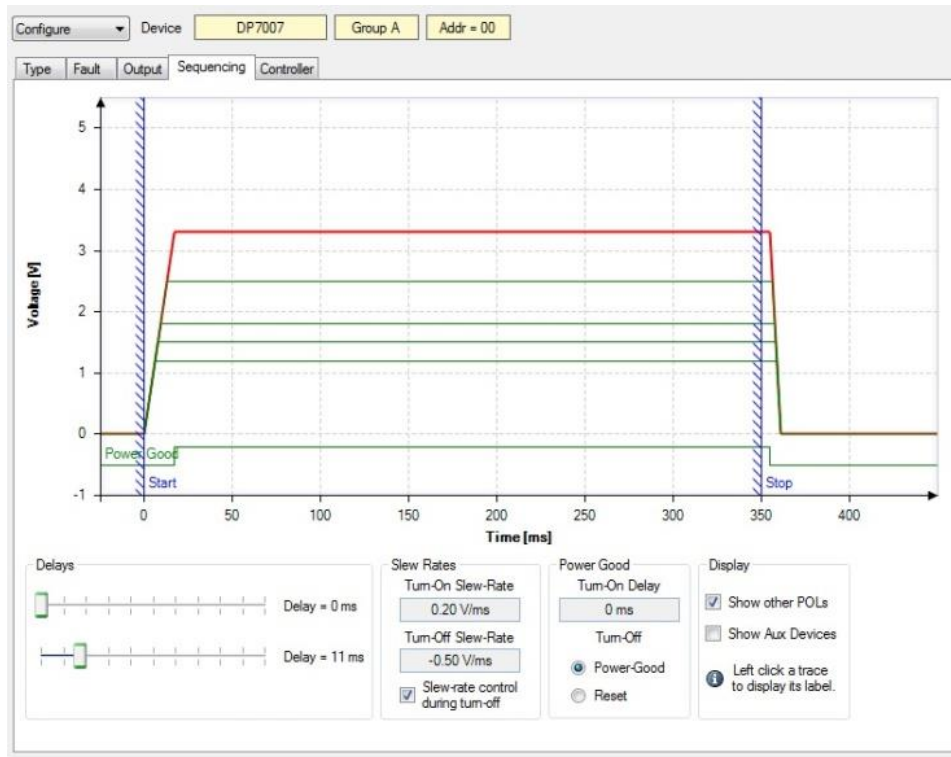 Configure Device DP7007 Group A Addr = 00
Type Fault Output Sequencing Controller
Voltage [V]
5
4
3
2
1
0
-1
Power Good
Start
Stop
0 50 100 150 200 250 300 350 400
Time [ms]
Delays
Delay = 0 ms
Delay = 11 ms
Slew Rates
Turn-On Slew-Rate
0.20 V/ms
Turn-Off Slew-Rate
-0.50 V/ms
Slew-rate control
during turn-off
Power Good
Turn-On Delay
0 ms
Turn-Off
Power-Good
Reset
Display
Show other POLs
Show Aux Devices
Left click a trace
to display its label.